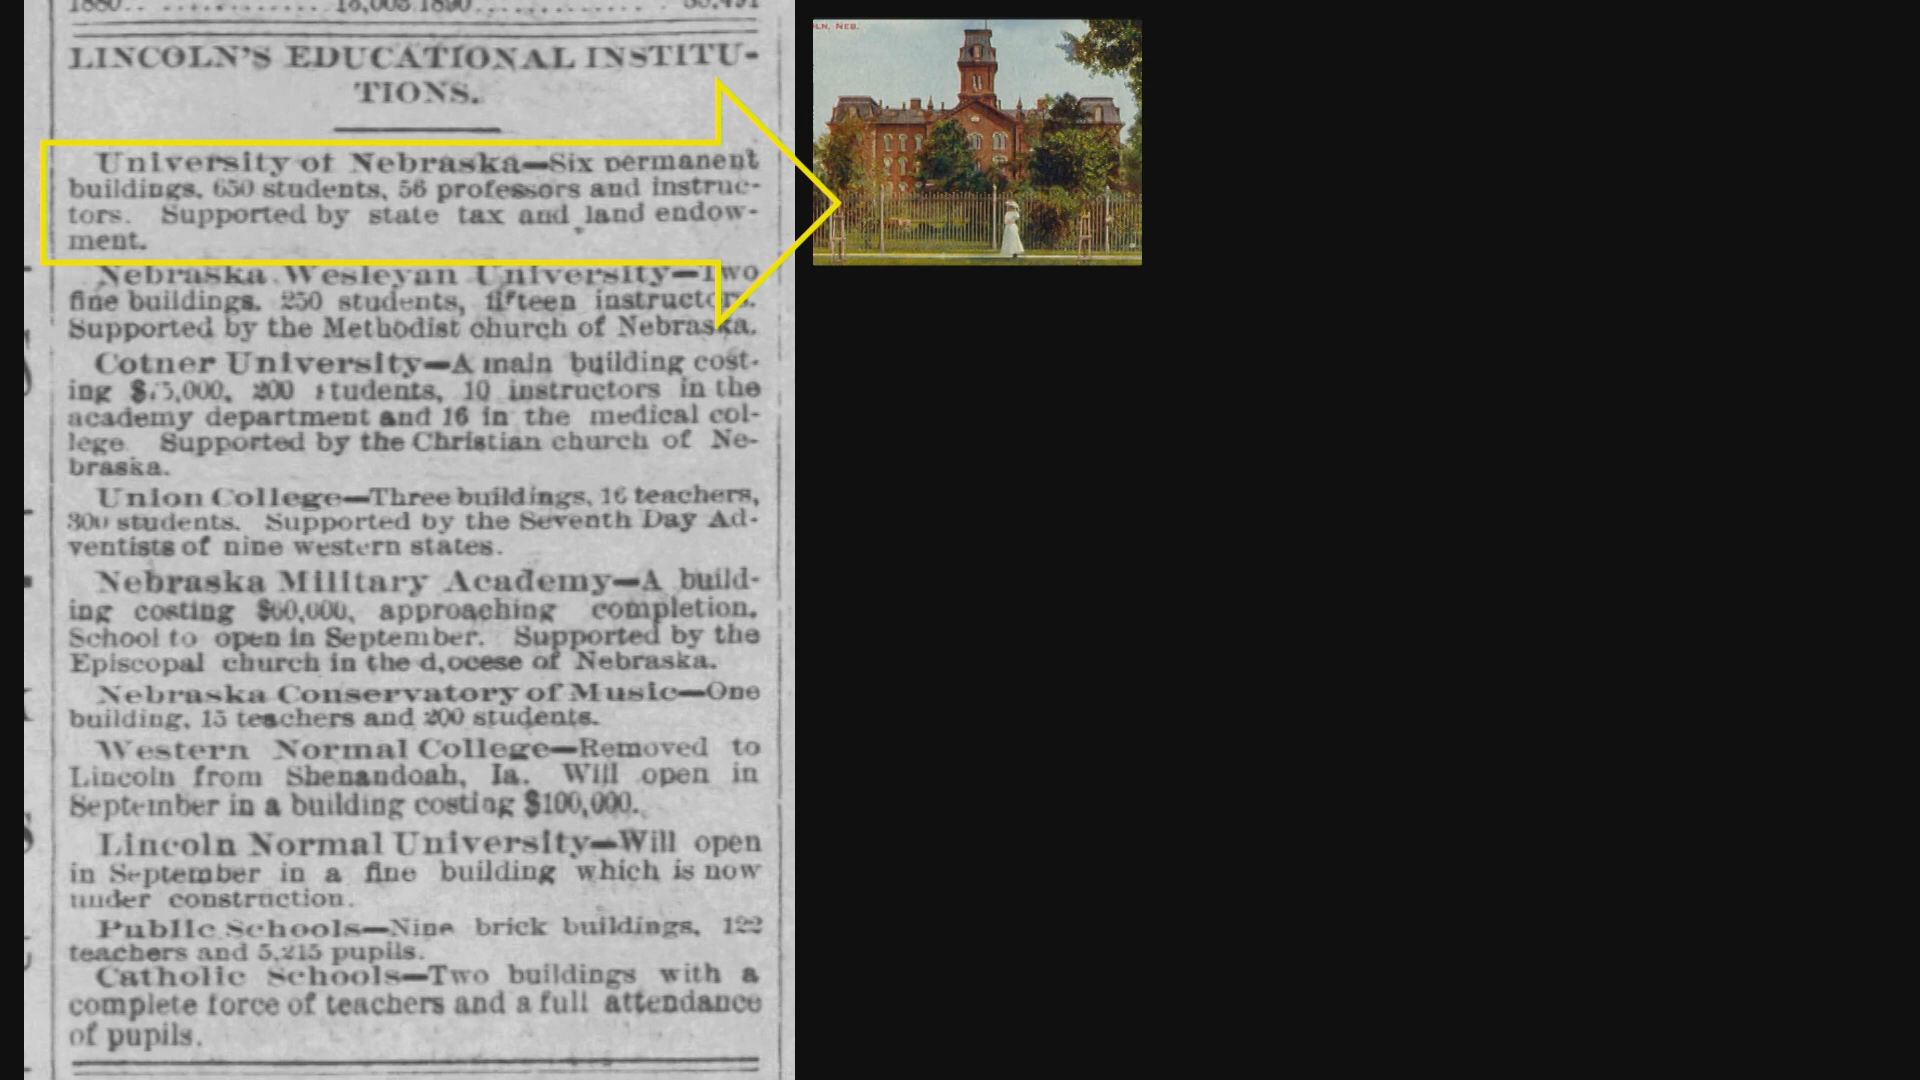 LINCOLN'S EDUCATIONAL INSTITU-
TIONS.
University of Nebraska—Six permanent
buildings, 650 students, 56 professors and instruc-
tors. Supported by state tax and land endow-
ment.
Nebraska Wesleyan University—Two
fine buildings. 250 students, fifteen instructors.
Supported by the Methodist church of Nebraska.
Cotner University—A main building cost-
ing 200 students, 10 instructors in the
academy department and 16 in the medical col-
lege. Supported by the Christian church of Ne-
braska.
Union College—Three buildings, 16 teachers,
300 students. Supported by the Seventh Day Ad-
ventists of nine western states.
Nebraska Military Academy—A build-
ing costing $60,000, approaching completion.
School to open in September. Supported by the
Episcopal church in the d,ocese of Nebraska.
Nebraska Conservatory of Music—One
building, 15 teachers and 200 students.
Western Normal College—Removed to
Lincoln from Shenandoah, Ia. Will open in
September in a building costing $100,000.
Lincoln Normal University—Will open
in September in a fine building which is now
under construction.
Public Schools—Nine brick buildings, 122
teachers and 5,215 pupils.
Catholic Schools—Two buildings with a
complete force of teachers and a full attendance
of pupils.
LN, NEB.